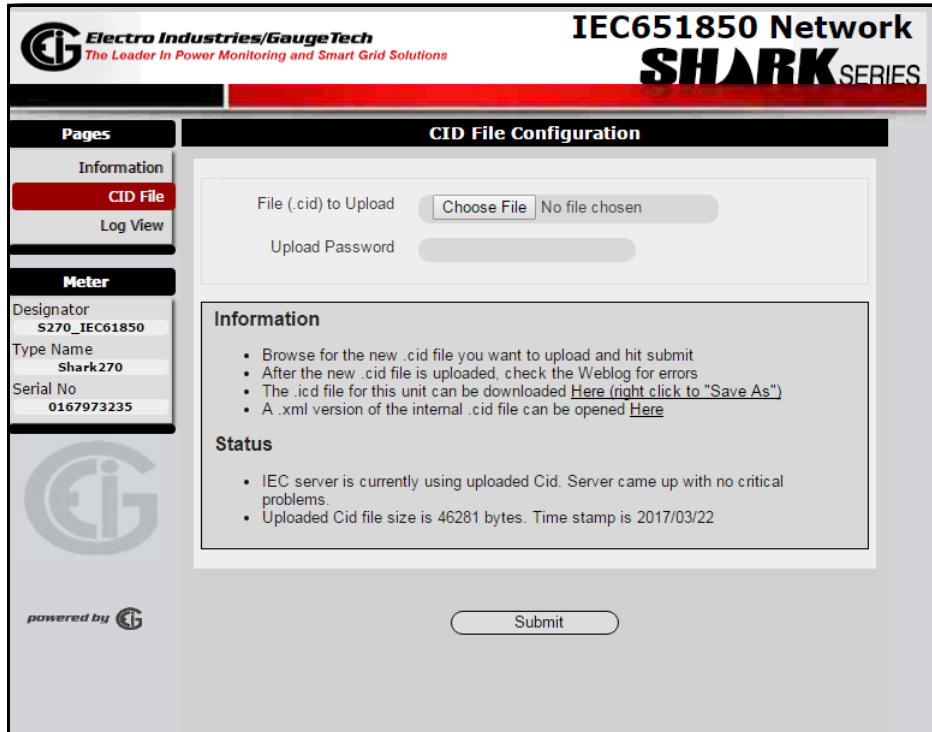 EIG
Electro Industries/GaugeTech
The Leader In Power Monitoring and Smart Grid Solutions
IEC651850 Network
SHARK SERIES
Pages
Information
CID File
Log View
Meter
Designator
S270_IEC61850
Type Name
Shark270
Serial No
0167973235
EIG
powered by EIG
CID File Configuration
File (.cid) to Upload
Choose File No file chosen
Upload Password
Information
• Browse for the new .cid file you want to upload and hit submit
• After the new .cid file is uploaded, check the Weblog for errors
• The .icd file for this unit can be downloaded Here (right click to "Save As")
• A .xml version of the internal .cid file can be opened Here
Status
• IEC server is currently using uploaded Cid. Server came up with no critical
problems.
• Uploaded Cid file size is 46281 bytes. Time stamp is 2017/03/22
Submit